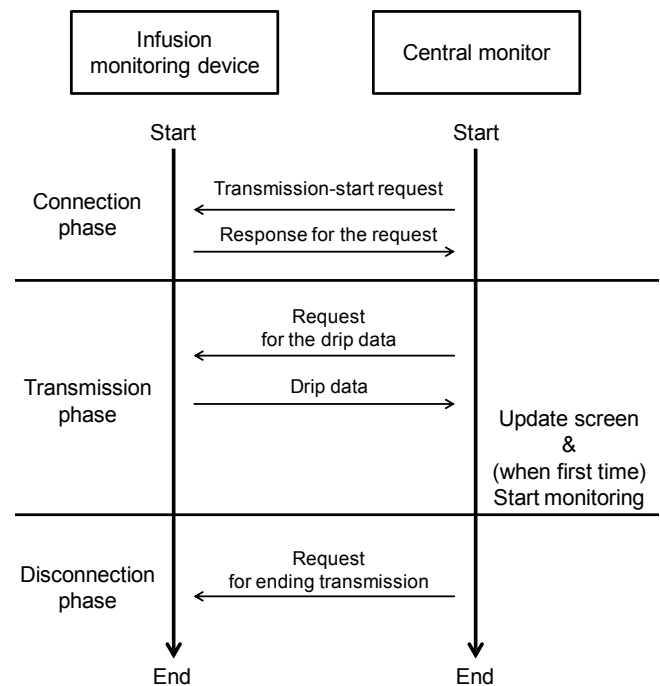 Infusion
monitoring device
Central monitor
Start
Start
Connection
phase
Transmission-start request
Response for the request
Request
for the drip data
Transmission
phase
Drip data
Update screen
&
(when first time)
Start monitoring
Disconnection
phase
Request
for ending transmission
End
End